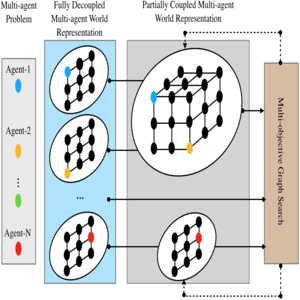 Multi-agent
Problem
Fully Decoupled
Multi-agent World
Representation
Partially Coupled Multi-agent
World Representation
Agent-1
Agent-2
...
Agent-N
...
Multi-objective Graph Search